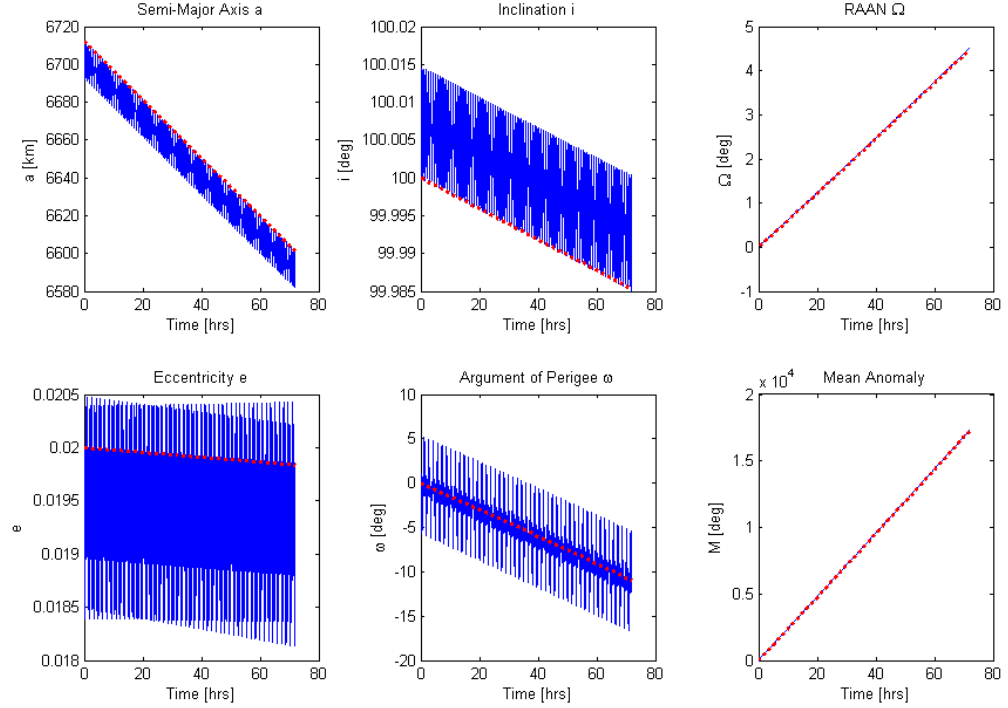 Semi-Major Axis a
6720
6700
6680
6660
6640
6620
6600
6580
a [km]
0 20 40 60 80
Time [hrs]
Inclination i
100.02
100.015
100.01
100.005
100
99.995
99.99
99.985
i [deg]
0 20 40 60 80
Time [hrs]
RAAN Ω
5
4
3
2
1
0
-1
Ω [deg]
0 20 40 60 80
Time [hrs]
Eccentricity e
0.0205
0.02
0.0195
0.019
0.0185
0.018
e
0 20 40 60 80
Time [hrs]
Argument of Perigee ω
10
5
0
-5
-10
-15
-20
ω [deg]
0 20 40 60 80
Time [hrs]
Mean Anomaly
x 10⁴
2
1.5
1
0.5
0
M [deg]
0 20 40 60 80
Time [hrs]